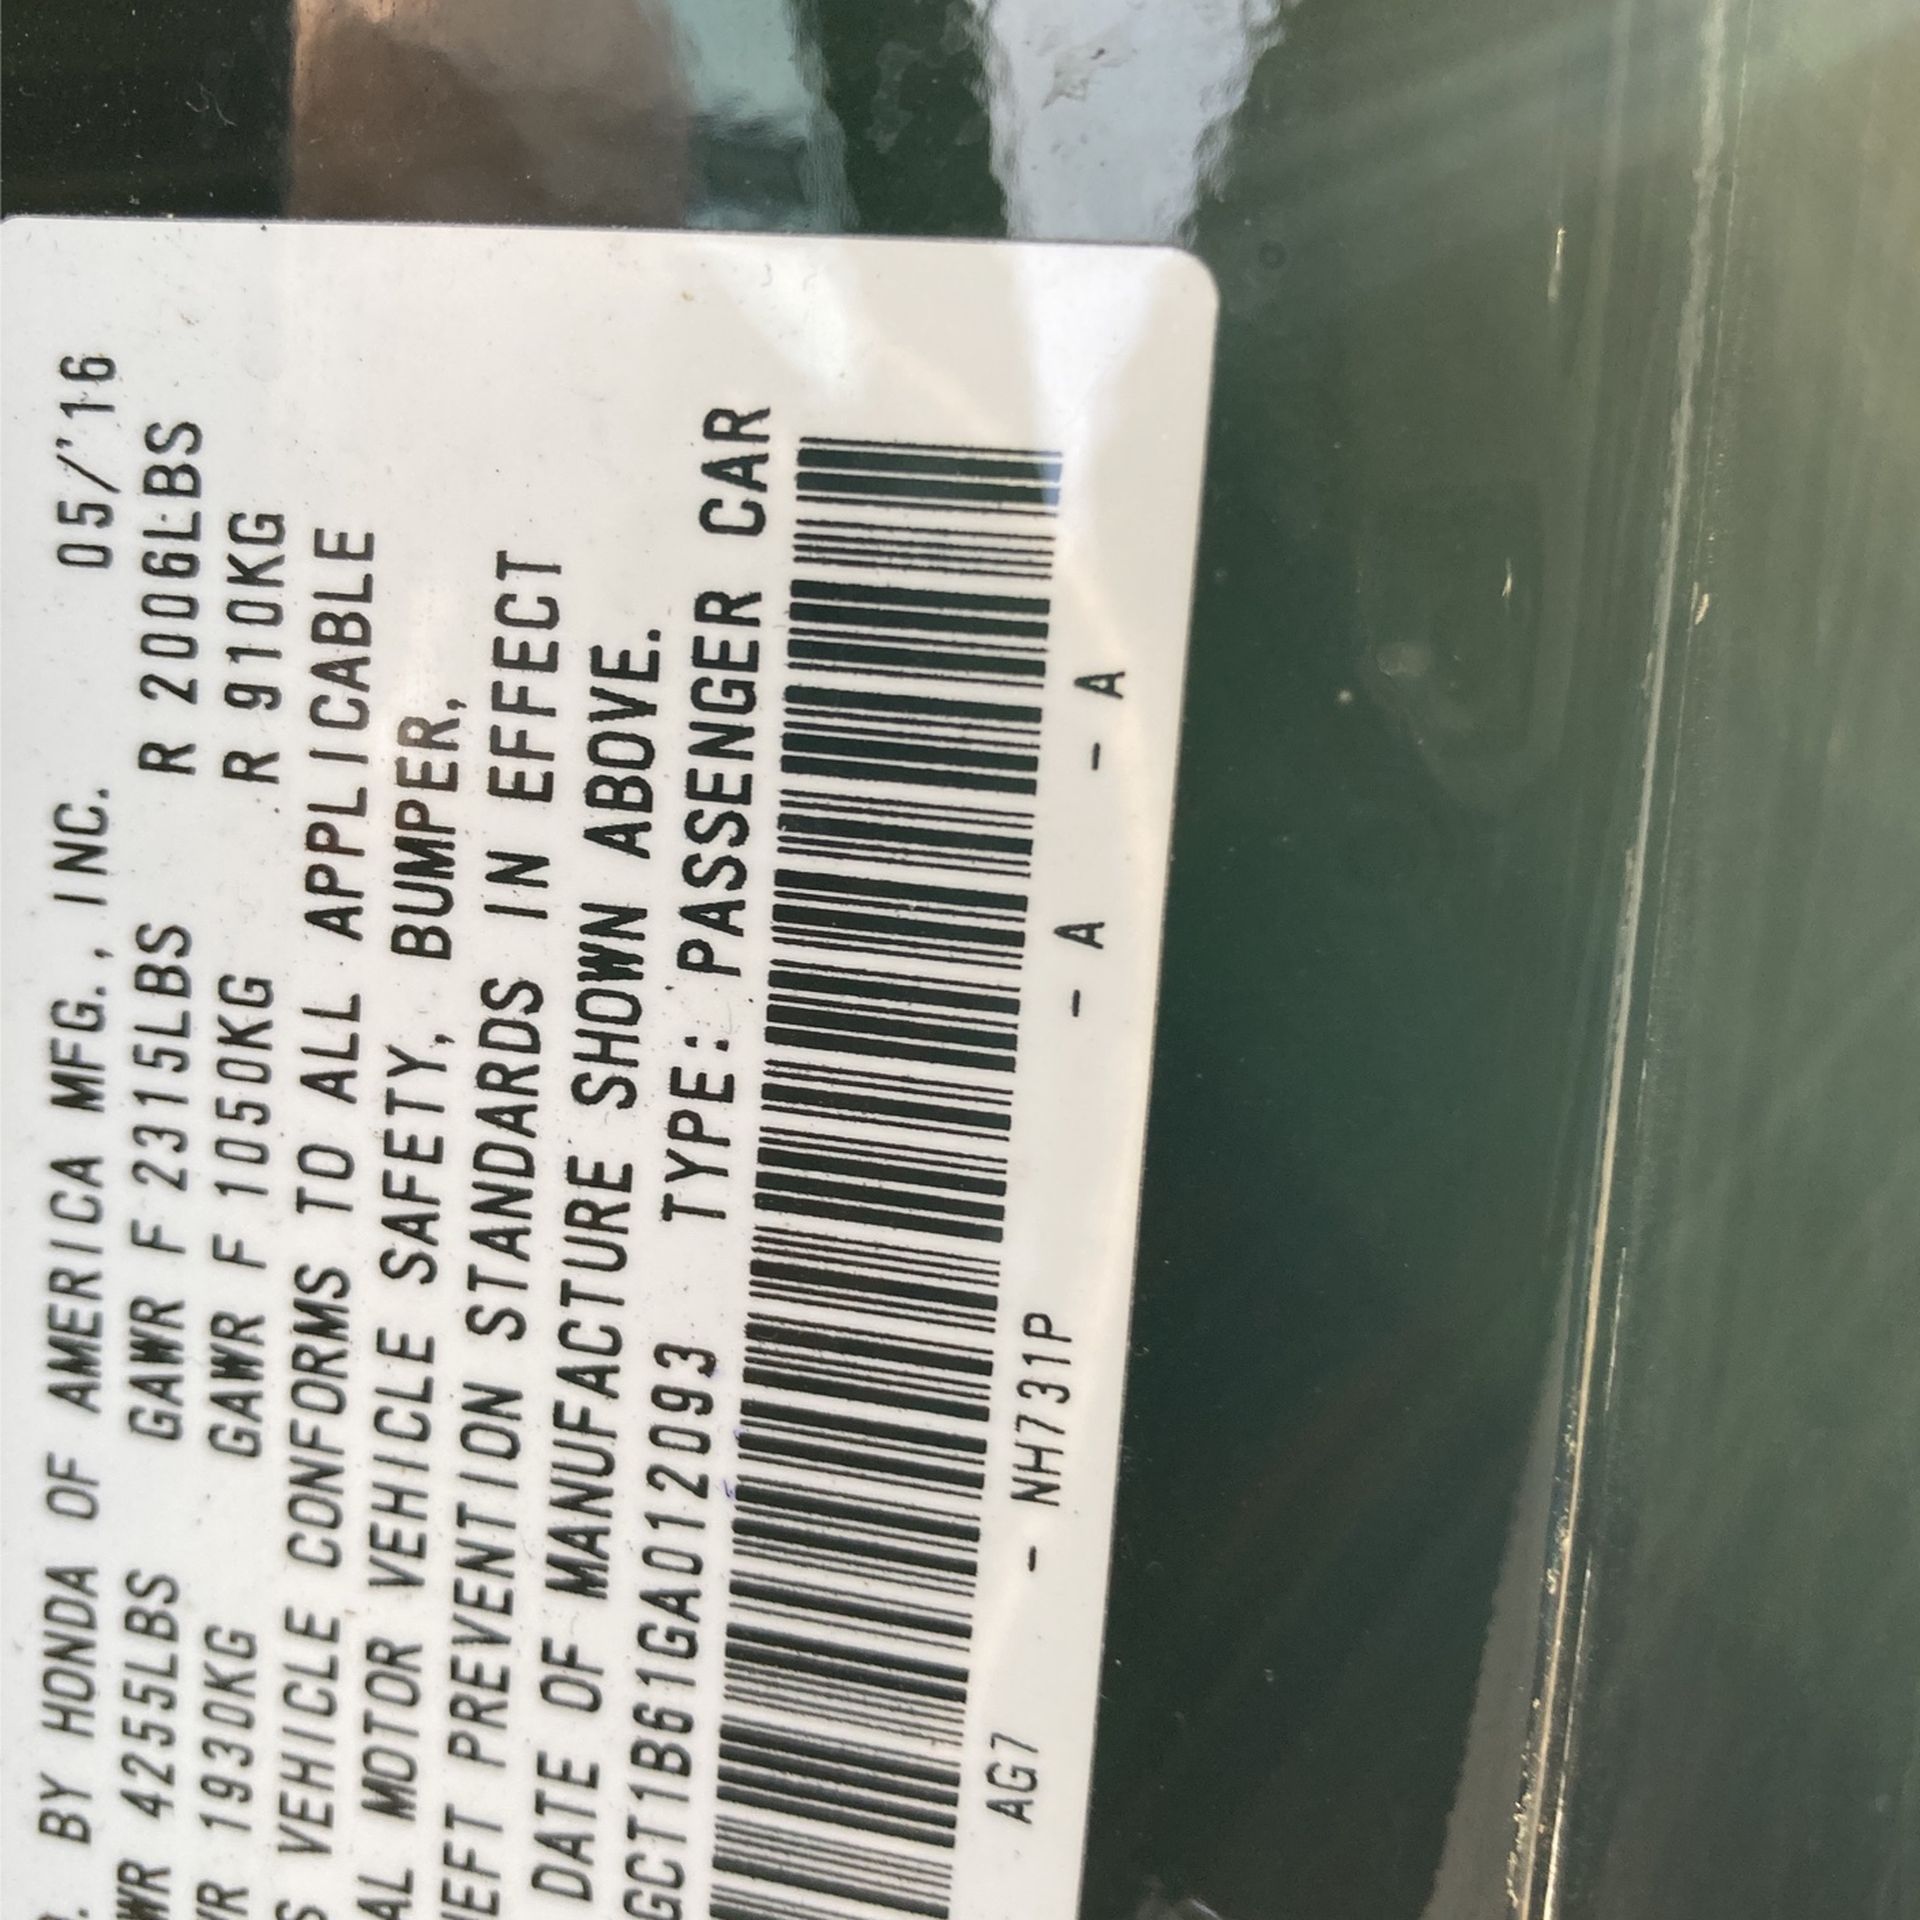 . BY HONDA OF AMERICA MFG., INC. 05/'16
WR 4255LBS GAWR F 2315LBS R 2006LBS
WR 1930KG GAWR F 1050KG R 910KG
S VEHICLE CONFORMS TO ALL APPLICABLE
AL MOTOR VEHICLE SAFETY, BUMPER,
HEFT PREVENTION STANDARDS IN EFFECT
DATE OF MANUFACTURE SHOWN ABOVE.
GCT1B61GA012093 TYPE: PASSENGER CAR
AG7 - NH731P - A - A